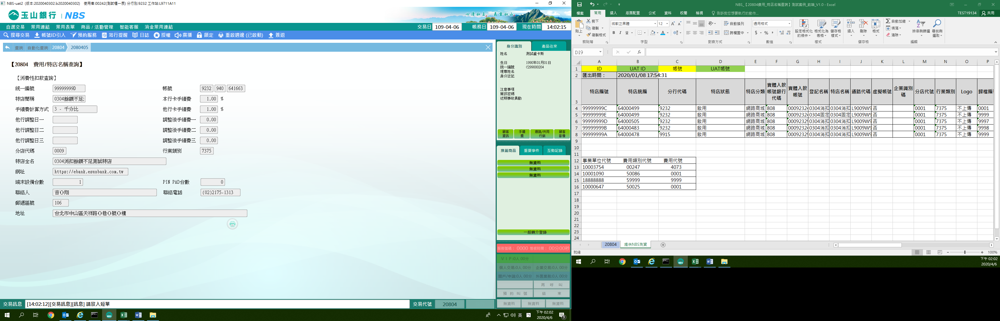 NBS-uat2 (版本:2020040302.b2020040302) 使用者:00242(測試櫃一辰) 分行別:9232 工作站:L9711A11
玉山銀行 | NBS
心清如玉 義重如山
自選交易 常用連結 常用表單 商品 / 活動管理 智能客服 消金常用連結 交易日 109-04-06 帳務日 109-04-06 現在時間 14:02:15
搜尋交易 帳號ID引入 預約服務 蒞行提醒 日誌 授權 廣播 鎖定 重啟週邊 (已啟動) 簽退
查詢 自動化查詢 20804 2080405
【20804 費用/特店名稱查詢】
【消費性扣款查詢】
統一編號 99999999D 帳號 9232 940 641663
特店簡稱 0304餘額不足 本行卡手續費 1.00 %
手續費計算方式 3 - 千分比 他行卡手續費 1.00 %
他行調整日一 調整後手續費一 0.00
他行調整日二 調整後手續費二 0.00
他行調整日三 調整後手續費三 0.00
分店代碼 0009 行業類別 7375
特店全名 0304消扣餘額不足測試特店
網址 https://ebank.esunbank.com.tw
端末設備台數 1 PIN PAD台數 0
聯絡人 吉O翔 聯絡電話 (02)2175-1313
郵遞區號 106
地址 台北市中山區天祥路O巷O號O樓
身分識別 產品往來
姓名 測試盧卡斯
生日 1990年01月01日
統一編號 C299000204
理專姓名
身分註記
注意事項
簡訊密碼
近期事故異動
顧客資訊 手續費 通路/共同行銷 顧客影像
推薦商品 重要事件 互動記錄
無資料
無資料
無資料
一般轉介登錄
服務號碼： 0000 等候時間： 00分00秒
V I P :0人 00分
個人交易:0人 00分 企業交易:0人 00分
開戶/申請:0人 00分 外匯業務:0人 00分
再 呼 叫
預 約 叫 號 結 束
無資料 無資料 無資料
交易訊息 [14:02:12][交易訊息][訊息] 請放入短單 交易代號 20804
英 下午 02:02
2020/4/6 3
NBS_【20804費用_特店名稱查詢】測試案例_前端_V1.0 - Excel
檔案 常用 插入 版面配置 公式 資料 校閱 檢視 告訴我您想要執行的動作... TEST19134 共用
貼上 剪下 複製 複製格式 微軟正黑體 12 自動換列 跨欄置中 通用格式 設定格式化的條件 格式化為表格 儲存格樣式 插入 刪除 格式 自動加總 填滿 清除 排序與篩選 尋找與選取
剪貼簿 字型 對齊方式 數值 樣式 儲存格 編輯
D19 fx
A B C D E F G H I J K L M N O P
1 ID UAT ID 帳號 UAT帳號
2 匯出時間： 2020/01/08 17:54:31
3 特店編號 特店統編 分行代碼 特店狀態 特店分類 實體入款帳號銀行代碼 實體入款帳號 登記名稱 特店名稱 通路代碼 虛擬帳號 企業識別碼 分店代號 行業類別 Logo 歸檔編
4 99999999C 64000499 9232 啟用 網路商城 808 00092324 0304消扣 0304消扣 L9009W9 否 0001 7375 不上傳 0001
5 99999999E 64000499 9232 啟用 網路商城 808 00092324 0304固定 0304固定 L9009W9 否 0001 7375 不上傳 9999
6 99999999D 64000505 9232 啟用 網路商城 808 00092329 0304消扣 0304消扣 L9009W9 否 0001 7375 不上傳 9997
7 99999999B 64000483 9232 啟用 網路商城 808 00092329 0304消扣 0304消扣 L9009W9 否 0001 7375 不上傳 9998
8 99999999A 64000478 9915 啟用 網路商城 808 00092329 0304消扣 0304消扣 L9009W9 否 0001 7375 不上傳 9999
9
10
11
12 事業單位代號 費用類別代號 費用代號
13 10003754 00247 4073
14 10001090 50086 0001
15 18888888 59999 9999
16 10000647 50025 0001
17
18
19
20
21
22
23
24
20804 提供NBS測資
就緒 100%
下午 02:02
2020/4/6